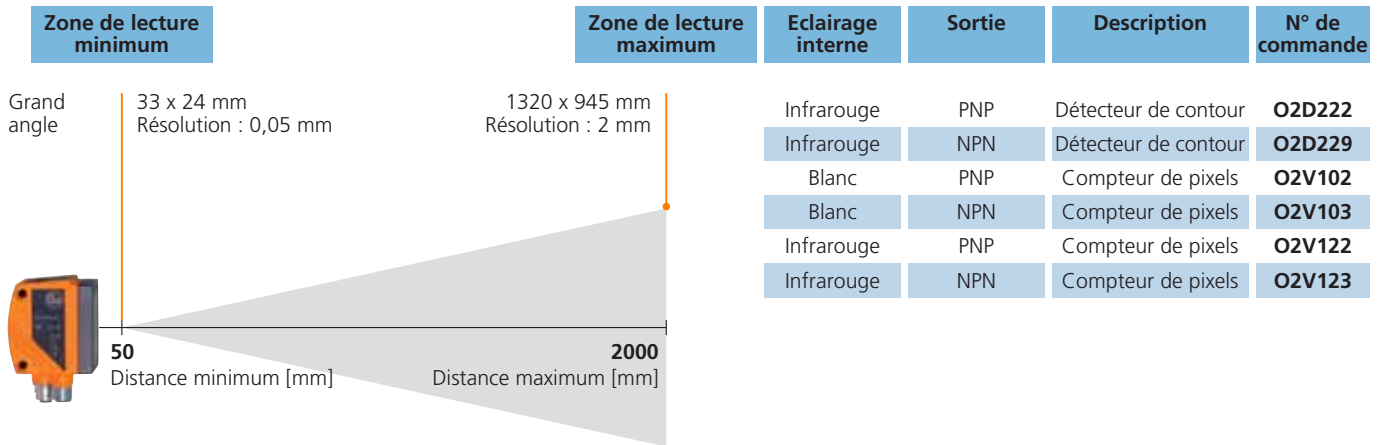 Zone de lecture
minimum
Zone de lecture
maximum
Eclairage
interne
Sortie
Description
N° de
commande
Grand
angle
33 x 24 mm
Résolution : 0,05 mm
1320 x 945 mm
Résolution : 2 mm
50
Distance minimum [mm]
2000
Distance maximum [mm]
Infrarouge PNP Détecteur de contour O2D222
Infrarouge NPN Détecteur de contour O2D229
Blanc PNP Compteur de pixels O2V102
Blanc NPN Compteur de pixels O2V103
Infrarouge PNP Compteur de pixels O2V122
Infrarouge NPN Compteur de pixels O2V123